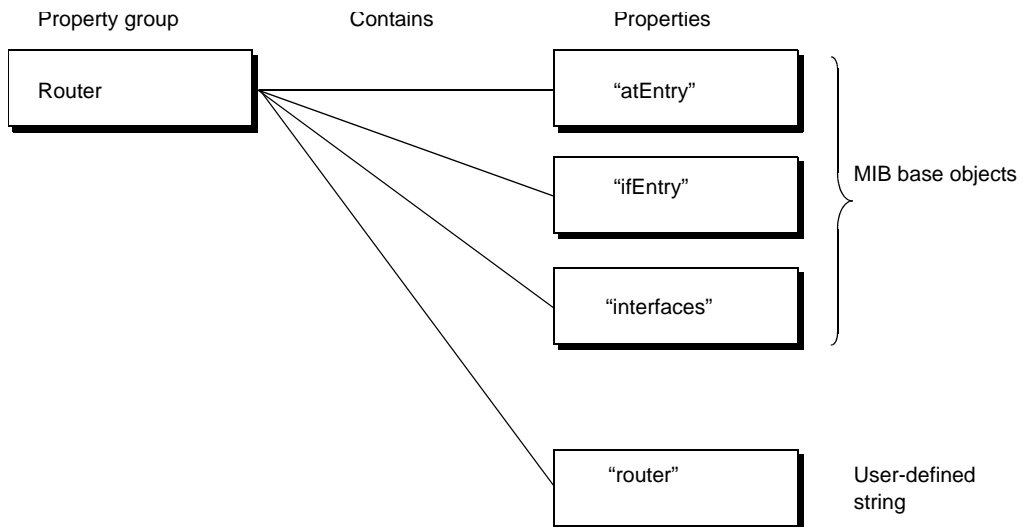 Property group Contains Properties
Router
“atEntry”
“ifEntry”
MIB base objects
“interfaces”
“router”
User-defined
string